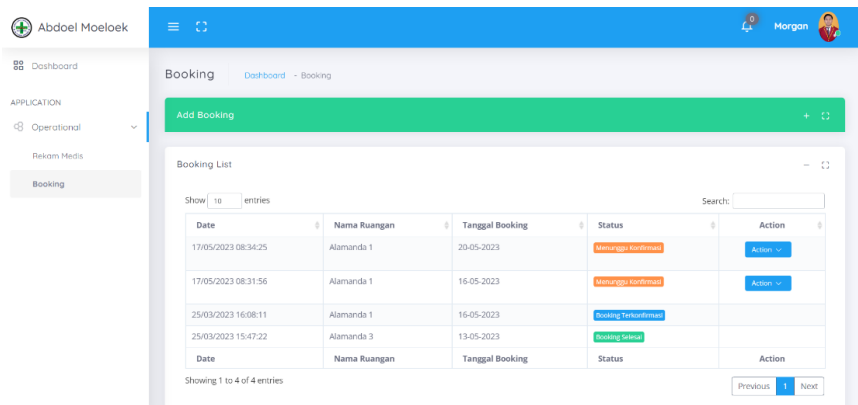 Abdoel Moeloek
0
Morgan
Dashboard
APPLICATION
Operational
Rekam Medis
Booking
Booking
Dashboard - Booking
Add Booking
Booking List
Show 10 entries
Search:
Date Nama Ruangan Tanggal Booking Status Action
17/05/2023 08:34:25 Alamanda 1 20-05-2023 Menunggu Konfirmasi Action
17/05/2023 08:31:56 Alamanda 1 16-05-2023 Menunggu Konfirmasi Action
25/03/2023 16:08:11 Alamanda 1 16-05-2023 Booking Terkonfirmasi
25/03/2023 15:47:22 Alamanda 3 13-05-2023 Booking Selesai
Date Nama Ruangan Tanggal Booking Status Action
Showing 1 to 4 of 4 entries
Previous 1 Next